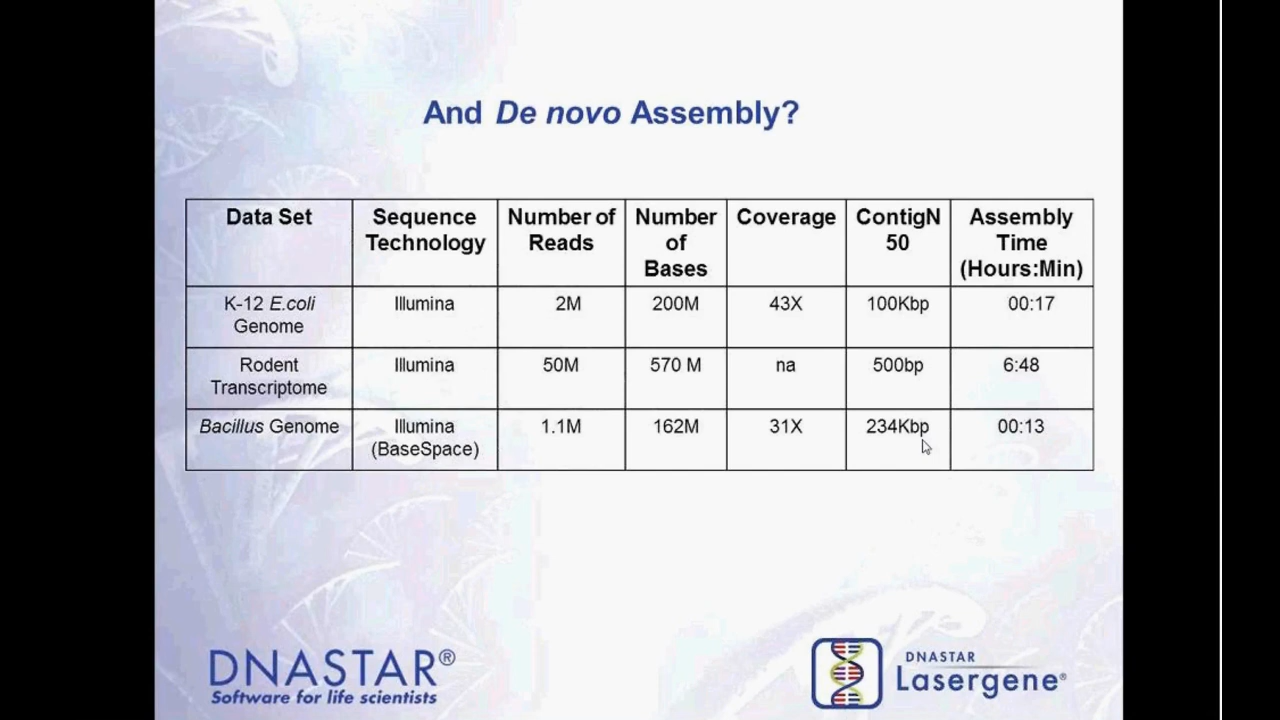 And De novo Assembly?
Data Set
Sequence
Technology
Number of
Reads
Number
of
Bases
Coverage
ContigN
50
Assembly
Time
(Hours:Min)
K-12 E.coli
Genome
Illumina
2M
200M
43X
100Kbp
00:17
Rodent
Transcriptome
Illumina
50M
570 M
na
500bp
6:48
Bacillus Genome
Illumina
(BaseSpace)
1.1M
162M
31X
234Kbp
00:13
DNASTAR®
Software for life scientists
DNASTAR
Lasergene®